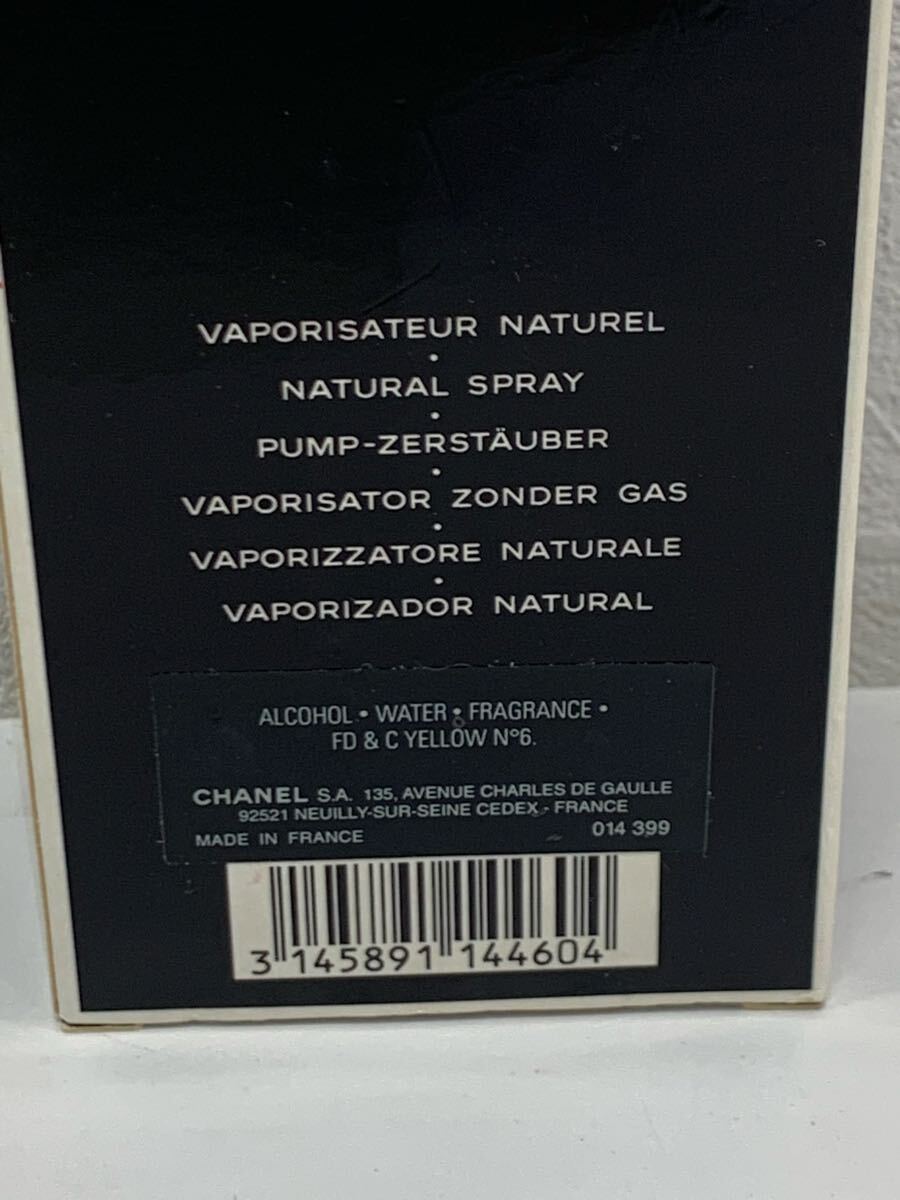 VAPORISATEUR NATUREL
•
NATURAL SPRAY
•
PUMP-ZERSTÄUBER
•
VAPORISATOR ZONDER GAS
•
VAPORIZZATORE NATURALE
•
VAPORIZADOR NATURAL
ALCOHOL • WATER • FRAGRANCE •
FD & C YELLOW N°6.
CHANEL S.A. 135, AVENUE CHARLES DE GAULLE
92521 NEUILLY-SUR-SEINE CEDEX - FRANCE
MADE IN FRANCE 014 399
3 145891 144604